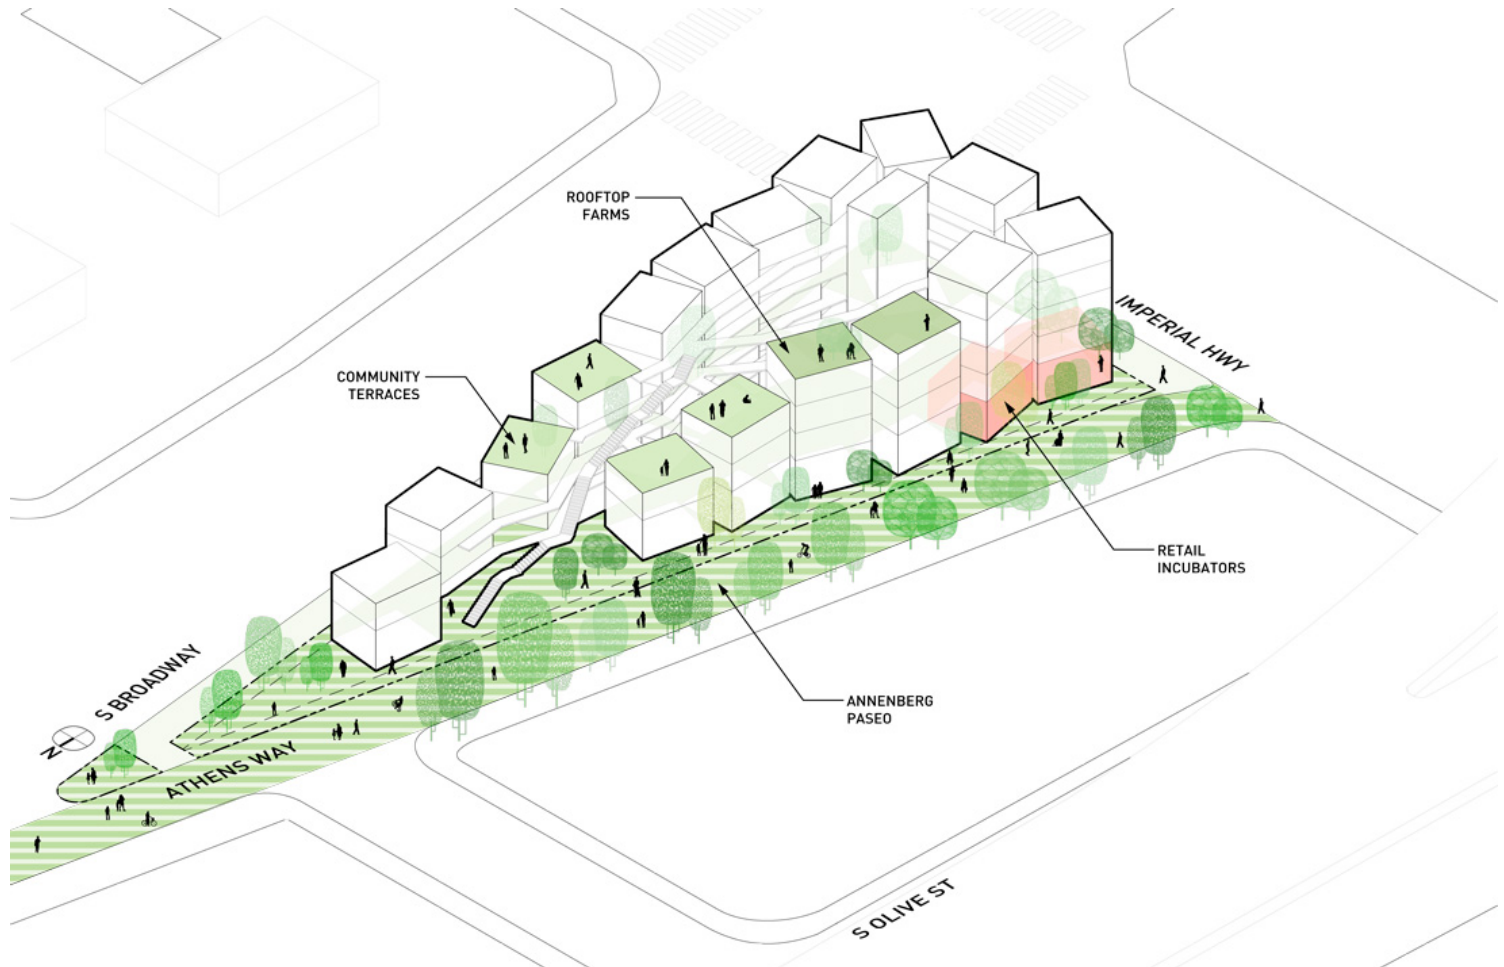 ROOFTOP
FARMS
IMPERIAL HWY
COMMUNITY
TERRACES
RETAIL
INCUBATORS
S BROADWAY
ANNENBERG
PASEO
N
ATHENS WAY
S OLIVE ST